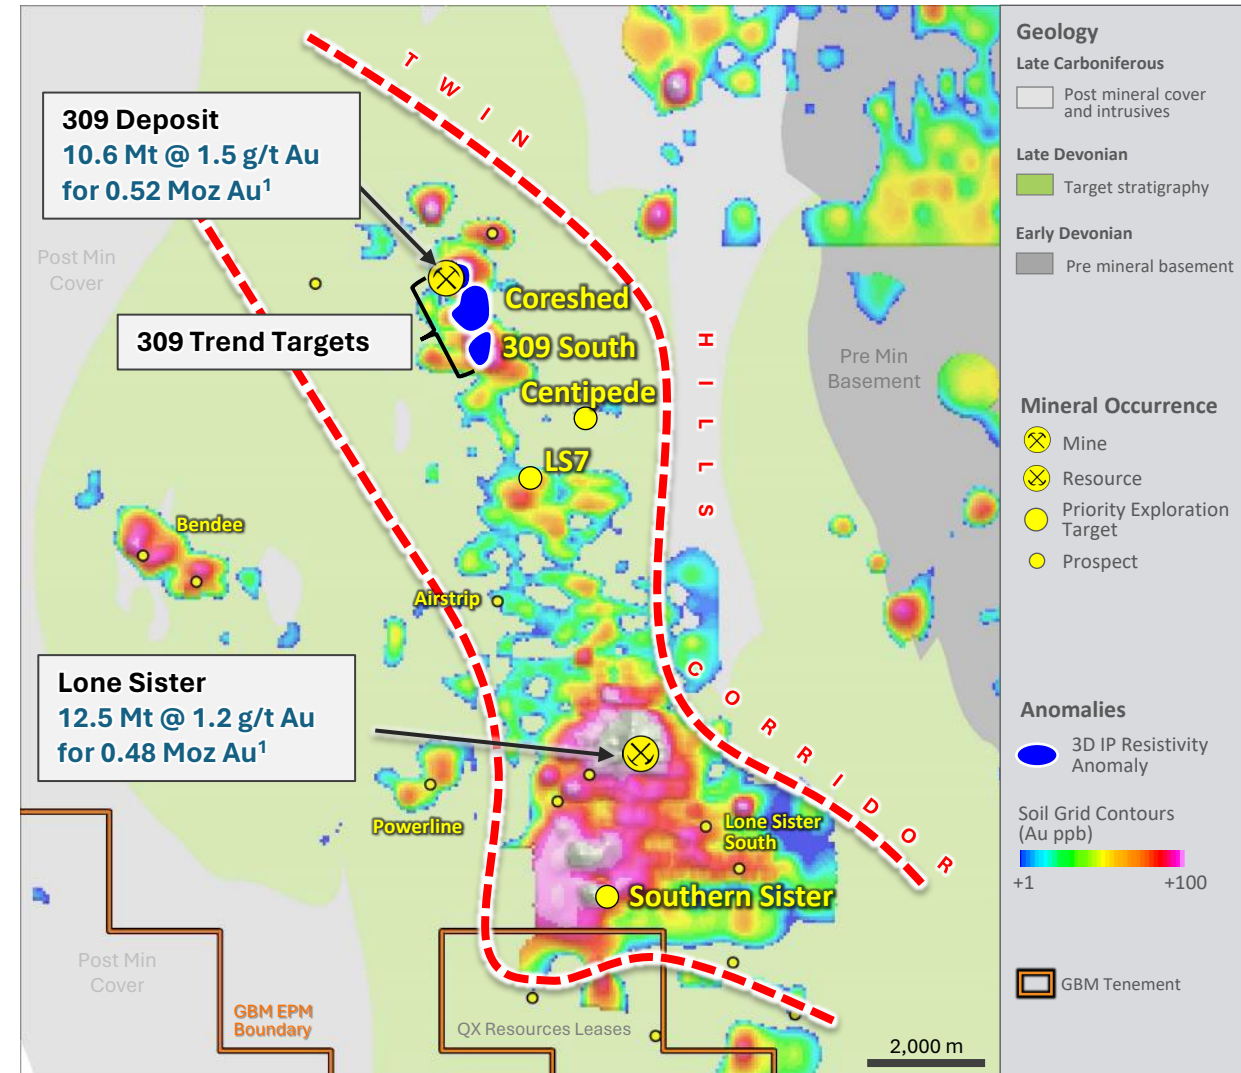 TWIN
309 Deposit
10.6 Mt @ 1.5 g/t Au
for 0.52 Moz Au¹
Post Min
Cover
309 Trend Targets
Coreshed
309 South
Centipede
LS7
HILLS
Pre Min
Basement
Bendee
Airstrip
Lone Sister
12.5 Mt @ 1.2 g/t Au
for 0.48 Moz Au¹
CORRIDOR
Powerline
Lone Sister
South
Southern Sister
Post Min
Cover
GBM EPM
Boundary
QX Resources Leases
2,000 m
Geology
Late Carboniferous
Post mineral cover
and intrusives
Late Devonian
Target stratigraphy
Early Devonian
Pre mineral basement
Mineral Occurrence
Mine
Resource
Priority Exploration
Target
Prospect
Anomalies
3D IP Resistivity
Anomaly
Soil Grid Contours
(Au ppb)
+1 +100
GBM Tenement